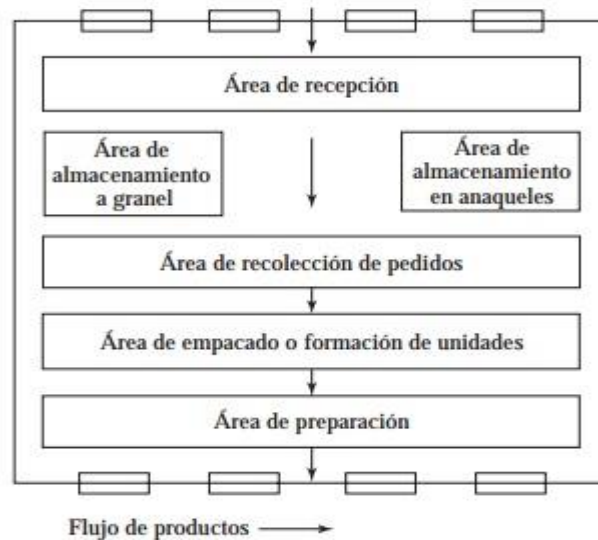 Área de recepción
Área de
almacenamiento
a granel
Área de
almacenamiento
en anaqueles
Área de recolección de pedidos
Área de empacado o formación de unidades
Área de preparación
Flujo de productos